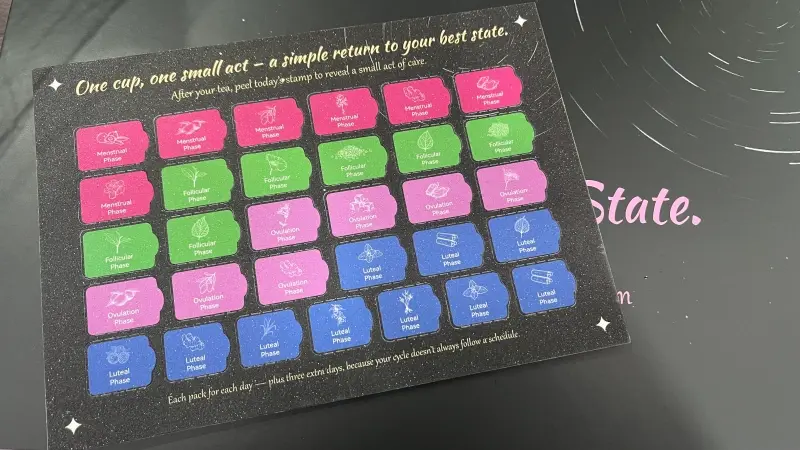 One cup, one small act – a simple return to your best state.
After your tea, peel today's stamp to reveal a small act of care.
Menstrual
Phase
Menstrual
Phase
Menstrual
Phase
Menstrual
Phase
Menstrual
Phase
Menstrual
Phase
Menstrual
Phase
Follicular
Phase
Follicular
Phase
Follicular
Phase
Follicular
Phase
Follicular
Phase
Follicular
Phase
Follicular
Phase
Ovulation
Phase
Ovulation
Phase
Ovulation
Phase
Ovulation
Phase
Ovulation
Phase
Ovulation
Phase
Ovulation
Phase
Luteal
Phase
Luteal
Phase
Luteal
Phase
Luteal
Phase
Luteal
Phase
Luteal
Phase
Luteal
Phase
Luteal
Phase
Luteal
Phase
Luteal
Phase
Each pack for each day — plus three extra days, because your cycle doesn't always follow a schedule.
State.